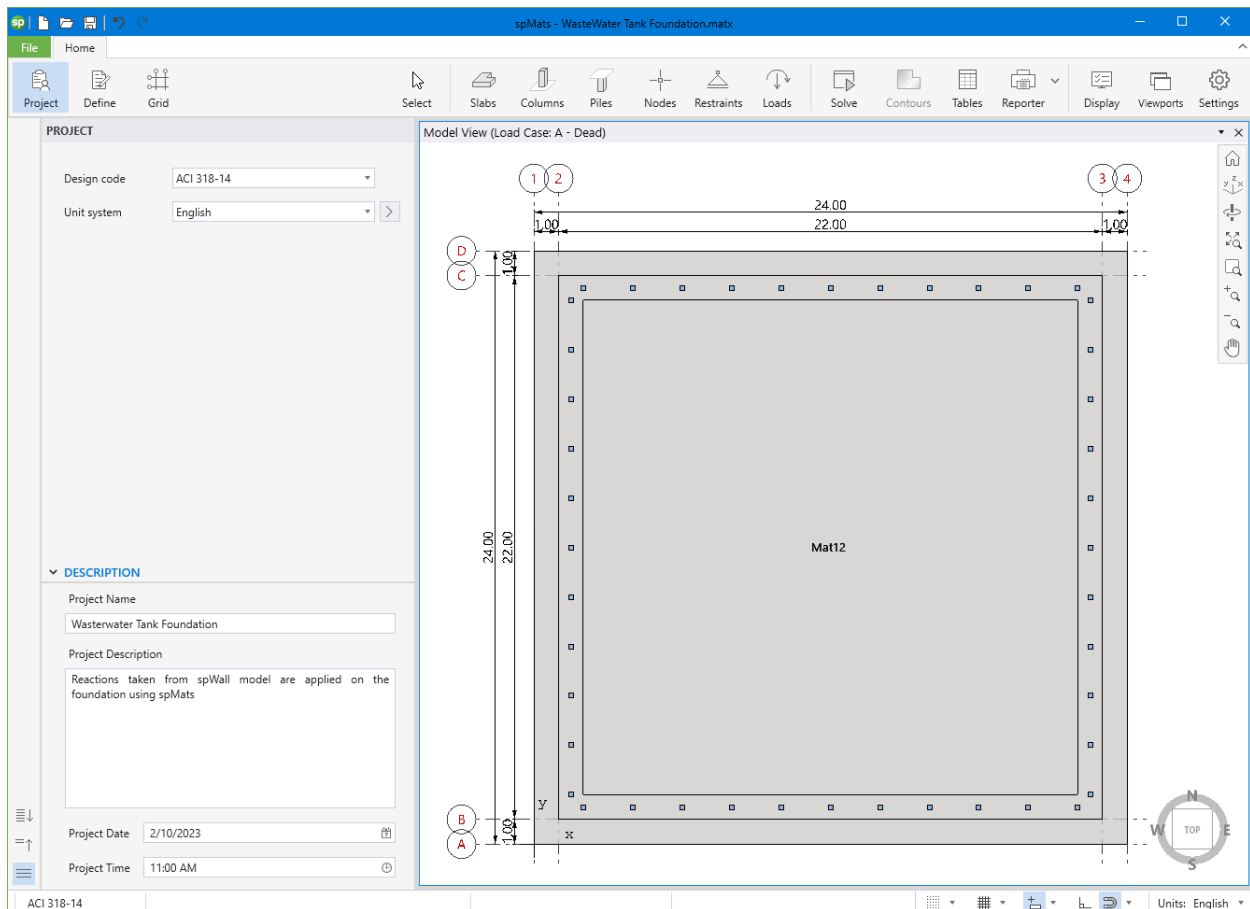 sp spMats - WasteWater Tank Foundation.matx
File Home
Project Define Grid Select Slabs Columns Piles Nodes Restraints Loads Solve Contours Tables Reporter Display Viewports Settings
PROJECT
Design code ACI 318-14
Unit system English
DESCRIPTION
Project Name
Wasterwater Tank Foundation
Project Description
Reactions taken from spWall model are applied on the
foundation using spMats
Project Date 2/10/2023
Project Time 11:00 AM
Model View (Load Case: A - Dead)
1 2 3 4
24.00
1.00 22.00 1.00
D
1.00
C
24.00
22.00
Mat12
B
1.00
A
y
x
z
y x
N
W TOP E
S
ACI 318-14 Units: English